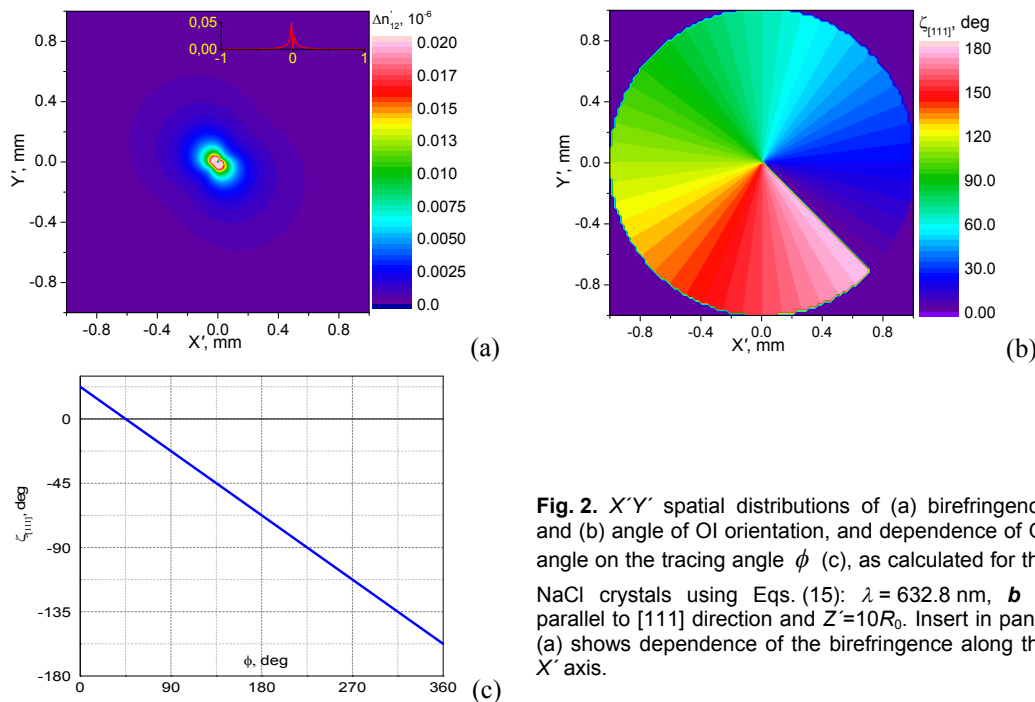 Δn'12, 10-6
0,05
0,00
-1 0 1
0.8
0.4
0.0
-0.4
-0.8
Y′, mm
-0.8 -0.4 0.0 0.4 0.8
X′, mm
0.020
0.018
0.015
0.013
0.010
0.0075
0.0050
0.0025
0.0
(a)
ζ[111], deg
0.8
0.4
0.0
-0.4
-0.8
Y′, mm
-0.8 -0.4 0.0 0.4 0.8
X′, mm
180
150
120
90.0
60.0
30.0
0.00
(b)
0
-45
-90
-135
-180
ζ[111], deg
ϕ, deg
0 90 180 270 360
(c)
Fig. 2. X′Y′ spatial distributions of (a)
and (b) angle of OI orientation, and dependence of
angle on the tracing angle ϕ (c), as calculated for
NaCl crystals using Eqs. (15): λ = 632.8 nm, b
parallel to [111] direction and Z′=10R0. Insert in
(a) shows dependence of the birefringence along
X′ axis.